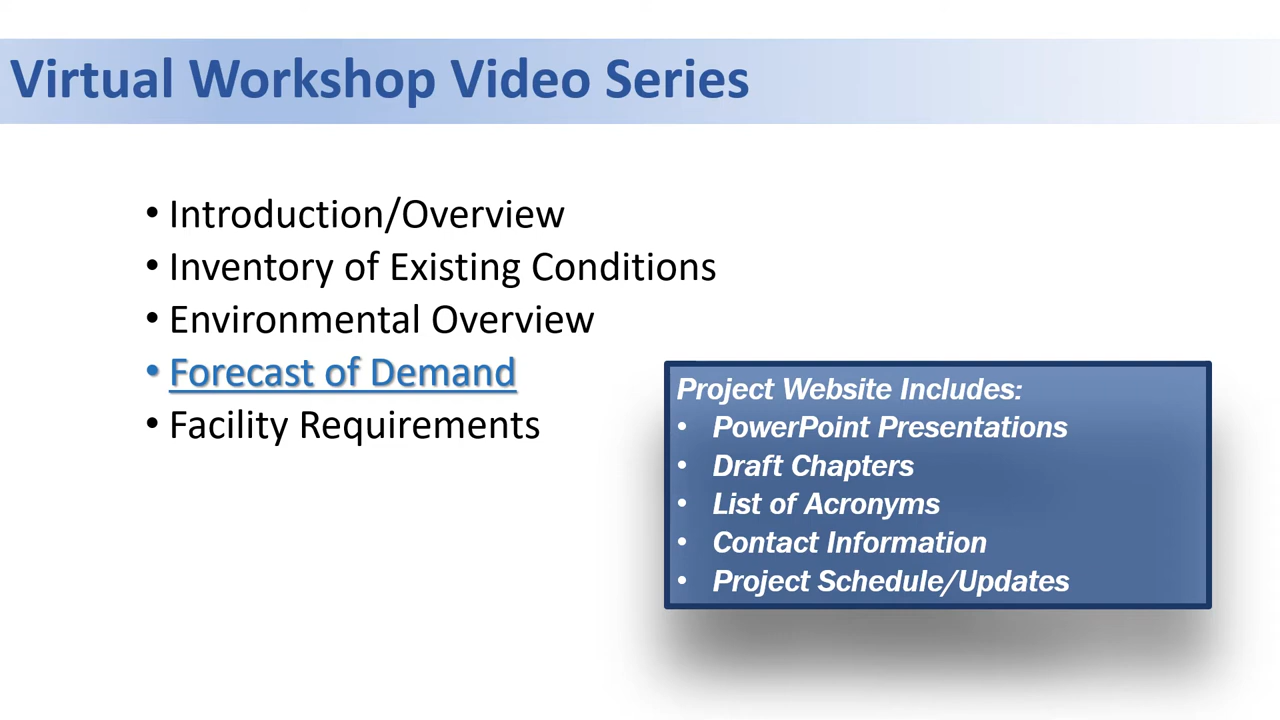 Virtual Workshop Video Series
• Introduction/Overview
• Inventory of Existing Conditions
• Environmental Overview
• Forecast of Demand
• Facility Requirements
Project Website Includes:
• PowerPoint Presentations
• Draft Chapters
• List of Acronyms
• Contact Information
• Project Schedule/Updates